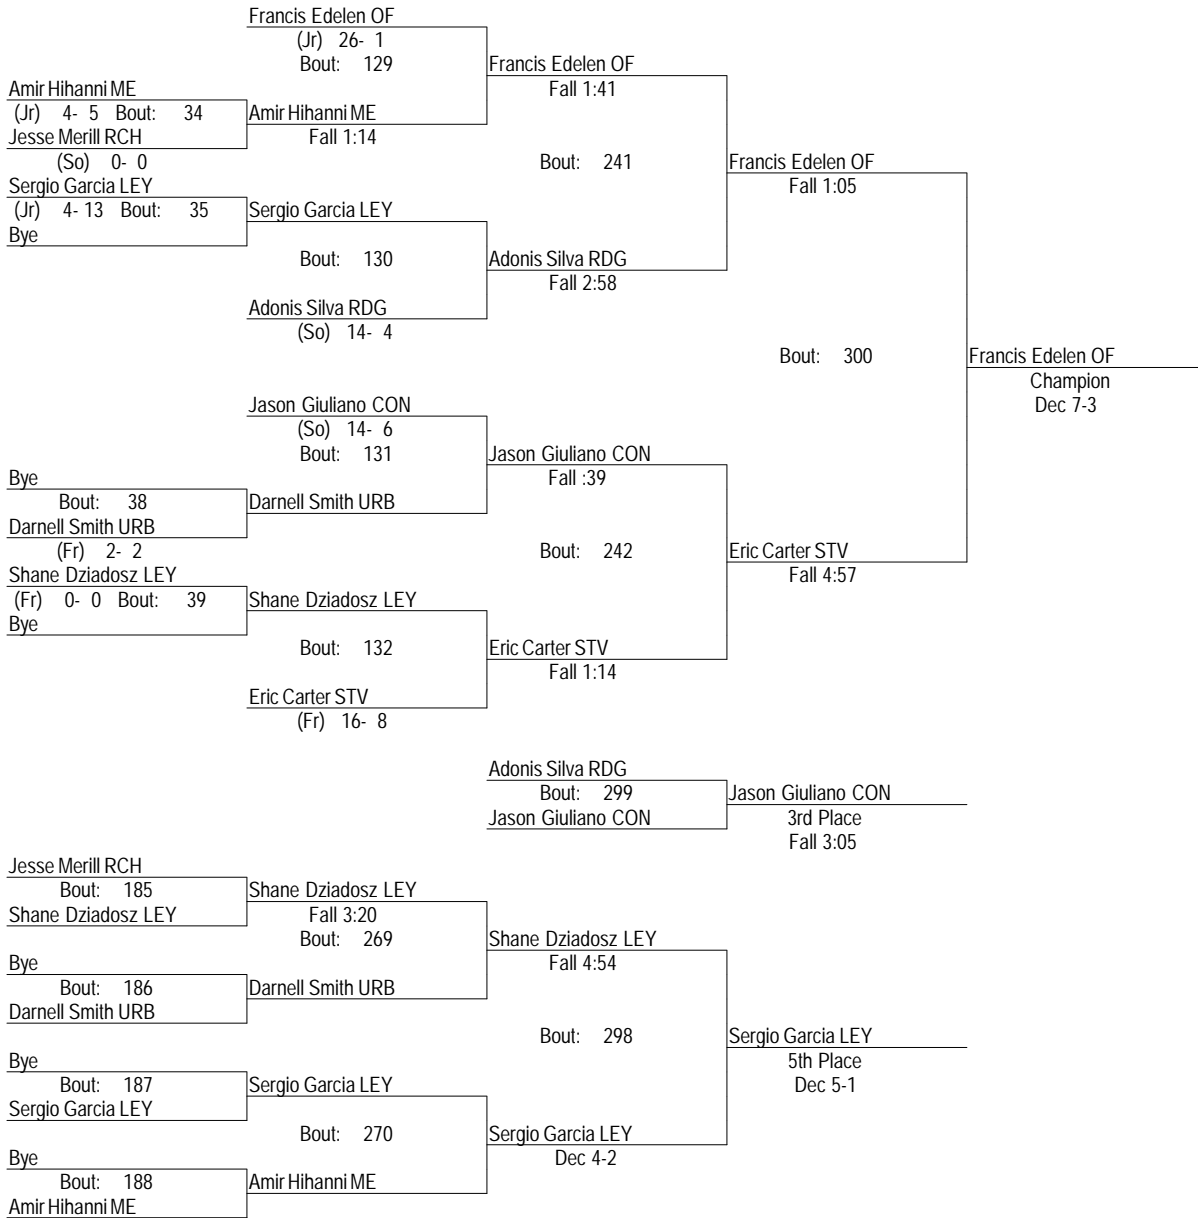 Francis Edelen OF
(Jr) 26- 1
Bout: 129
Francis Edelen OF
Fall 1:41
Amir Hihanni ME
(Jr) 4- 5 Bout: 34
Amir Hihanni ME
Fall 1:14
Jesse Merill RCH
(So) 0- 0
Bout: 241
Francis Edelen OF
Fall 1:05
Sergio Garcia LEY
(Jr) 4- 13 Bout: 35
Sergio Garcia LEY
Bye
Bout: 130
Adonis Silva RDG
Fall 2:58
Adonis Silva RDG
(So) 14- 4
Bout: 300
Francis Edelen OF
Champion
Dec 7-3
Jason Giuliano CON
(So) 14- 6
Bout: 131
Jason Giuliano CON
Fall :39
Bye
Bout: 38
Darnell Smith URB
Darnell Smith URB
(Fr) 2- 2
Bout: 242
Eric Carter STV
Fall 4:57
Shane Dziadosz LEY
(Fr) 0- 0 Bout: 39
Shane Dziadosz LEY
Bye
Bout: 132
Eric Carter STV
Fall 1:14
Eric Carter STV
(Fr) 16- 8
Adonis Silva RDG
Bout: 299
Jason Giuliano CON
Jason Giuliano CON
3rd Place
Fall 3:05
Jesse Merill RCH
Bout: 185
Shane Dziadosz LEY
Shane Dziadosz LEY
Fall 3:20
Bout: 269
Shane Dziadosz LEY
Fall 4:54
Bye
Bout: 186
Darnell Smith URB
Darnell Smith URB
Bout: 298
Sergio Garcia LEY
5th Place
Dec 5-1
Bye
Bout: 187
Sergio Garcia LEY
Sergio Garcia LEY
Bout: 270
Sergio Garcia LEY
Dec 4-2
Bye
Bout: 188
Amir Hihanni ME
Amir Hihanni ME